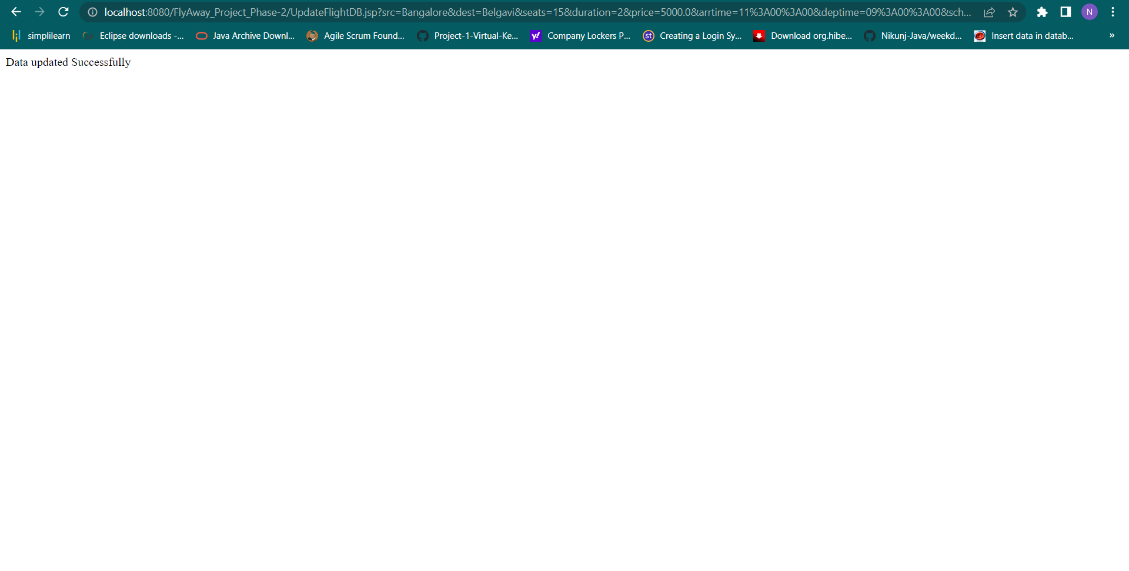 localhost:8080/FlyAway_Project_Phase-2/UpdateFlightDB.jsp?src=Bangalore&dest=Belgavi&seats=15&duration=2&price=5000.0&arrtime=11%3A00%3A00&deptime=09%3A00%3A00&sch...
N
simplilearn Eclipse downloads -... Java Archive Downl... Agile Scrum Found... Project-1-Virtual-Ke... y! Company Lockers P... st Creating a Login Sy... Download org.hibe... Nikunj-Java/weekd... Insert data in datab... »
Data updated Successfully